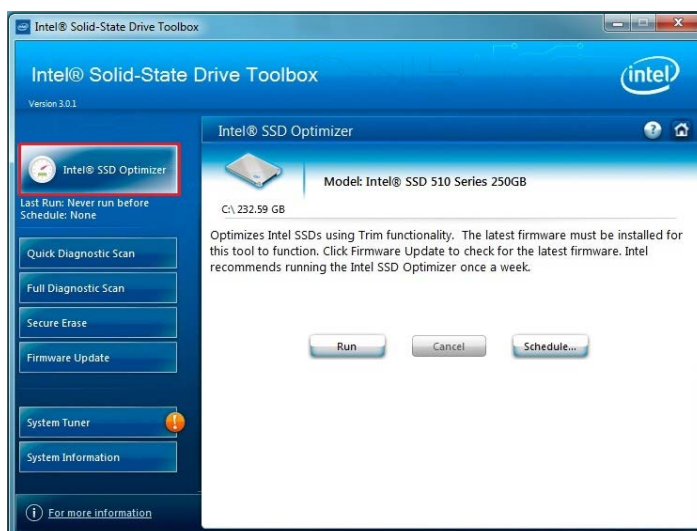 Intel® Solid-State Drive Toolbox
Intel® Solid-State Drive Toolbox
Version 3.0.1
intel
Intel® SSD Optimizer
Last Run: Never run before
Schedule: None
Quick Diagnostic Scan
Full Diagnostic Scan
Secure Erase
Firmware Update
System Tuner
!
System Information
i For more information
Intel® SSD Optimizer
?
Model: Intel® SSD 510 Series 250GB
C:\ 232.59 GB
Optimizes Intel SSDs using Trim functionality. The latest firmware must be installed for
this tool to function. Click Firmware Update to check for the latest firmware. Intel
recommends running the Intel SSD Optimizer once a week.
Run
Cancel
Schedule...